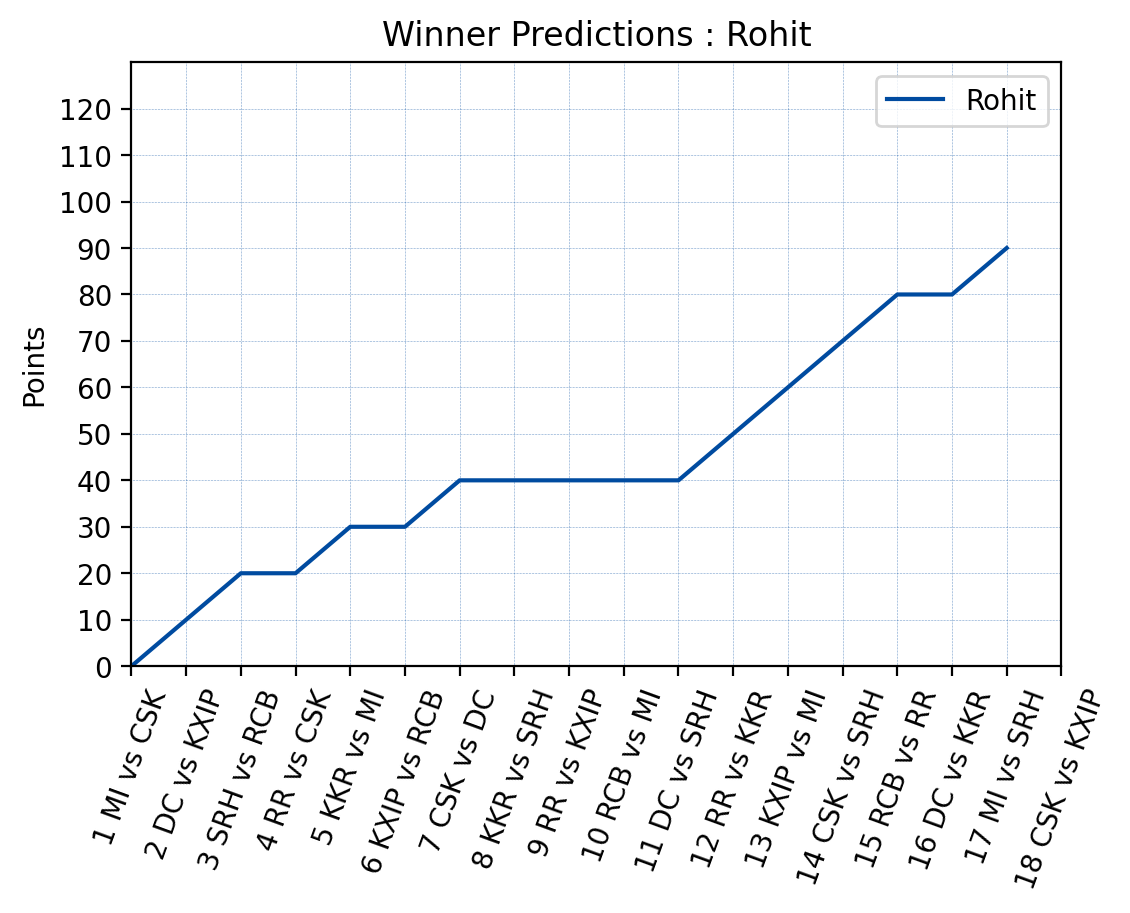 Winner Predictions : Rohit
Rohit
Points
120
110
100
90
80
70
60
50
40
30
20
10
0
1 MI vs CSK
2 DC vs KXIP
3 SRH vs RCB
4 RR vs CSK
5 KKR vs MI
6 KXIP vs RCB
7 CSK vs DC
8 KKR vs SRH
9 RR vs KXIP
10 RCB vs MI
11 DC vs SRH
12 RR vs KKR
13 KXIP vs MI
14 CSK vs SRH
15 RCB vs RR
16 DC vs KKR
17 MI vs SRH
18 CSK vs KXIP